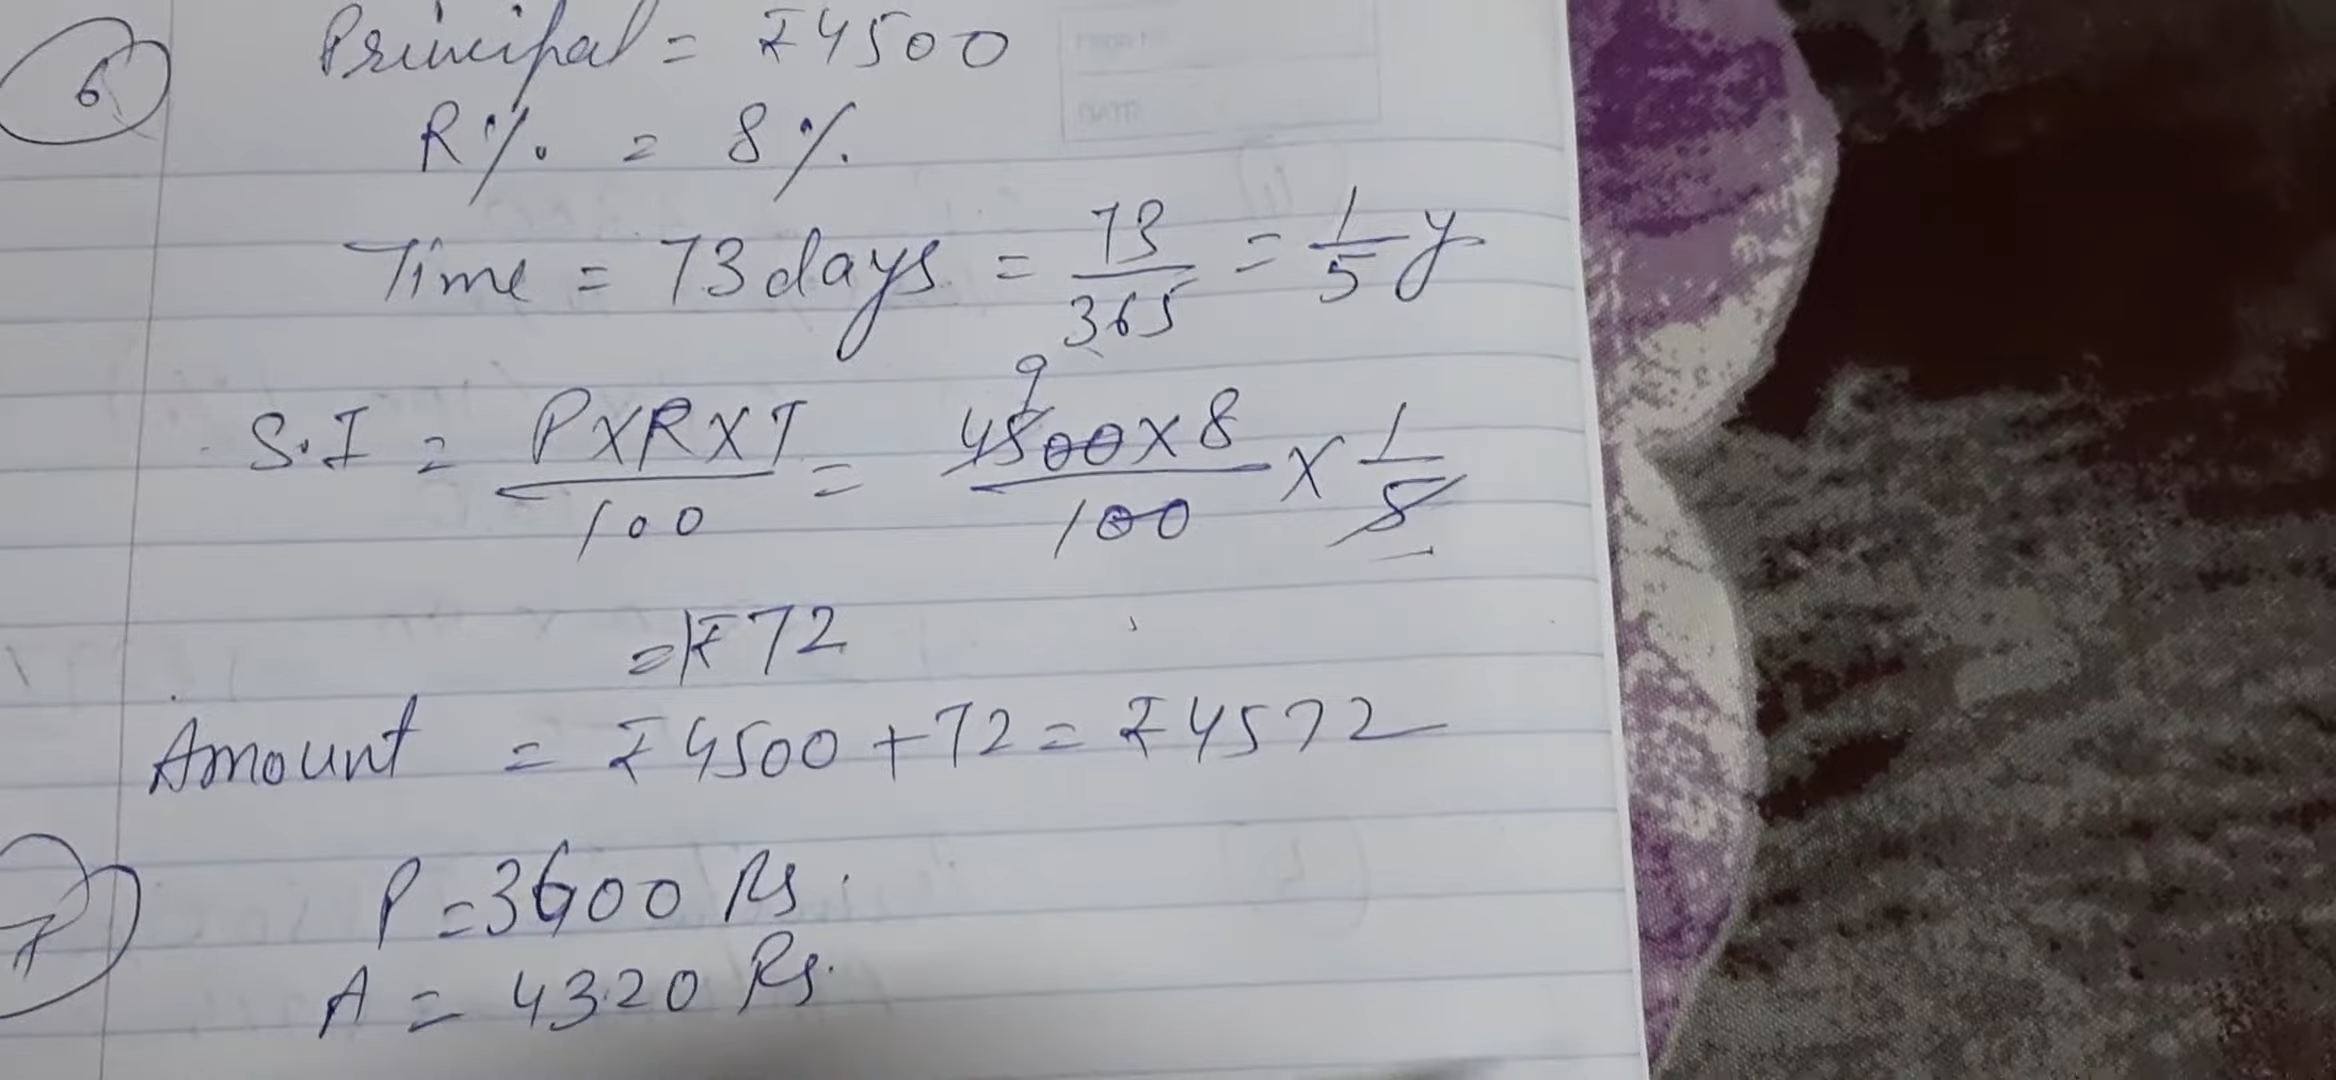 6 Principal = ₹4500
R% = 8%
Time = 73 days = 73/365 = 1/5 y
S.I = P×R×T/100 = 4500×8/100 × 1/5
9
= ₹72
Amount = ₹4500 + 72 = ₹4572
7 P = 3600 Rs.
A = 4320 Rs.